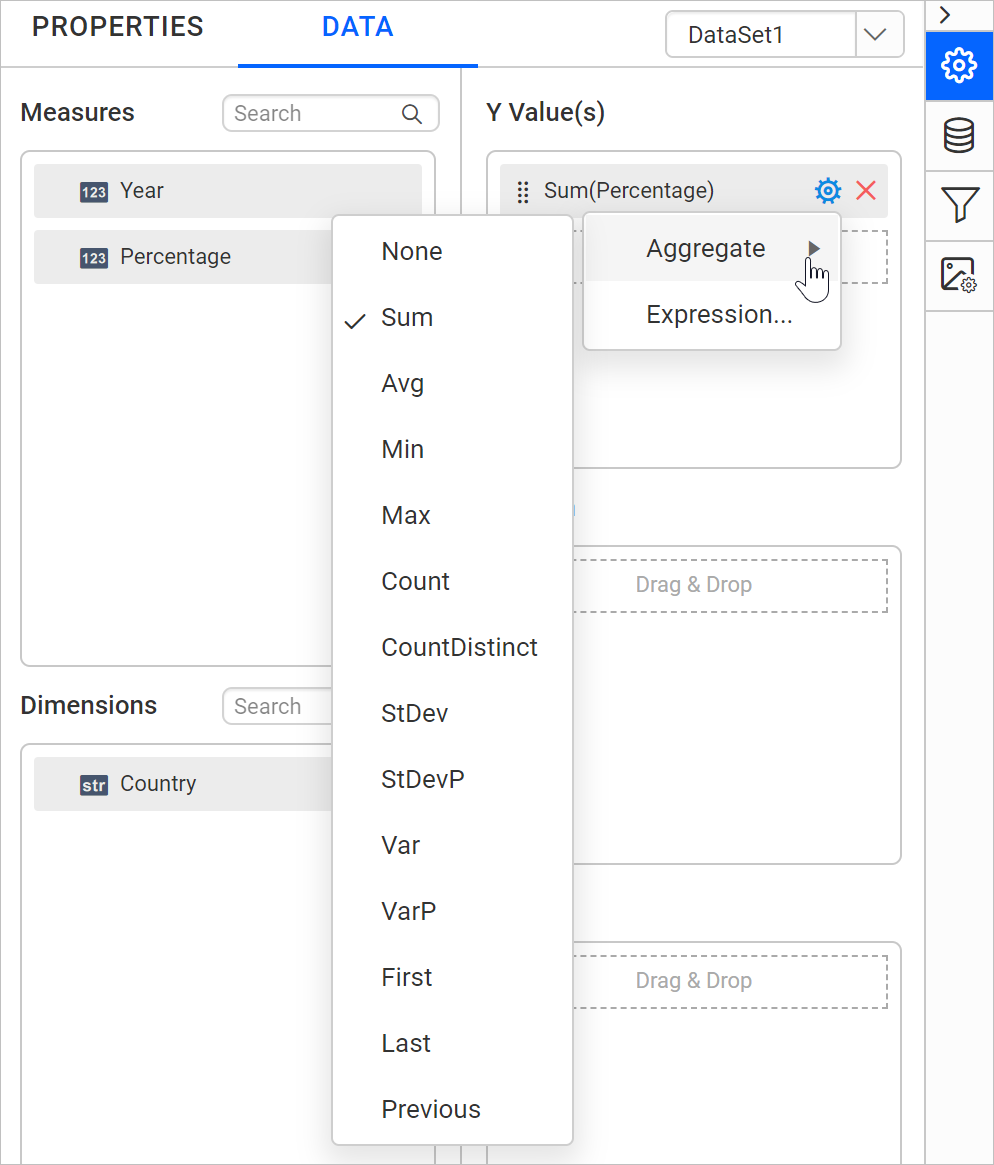 PROPERTIES
DATA
DataSet1
Measures
Search
Y Value(s)
123 Year
123 Percentage
Sum(Percentage)
Aggregate
Expression...
None
Sum
Avg
Min
Max
Count
CountDistinct
StDev
StDevP
Var
VarP
First
Last
Previous
Drag & Drop
Dimensions
Search
str Country
Drag & Drop